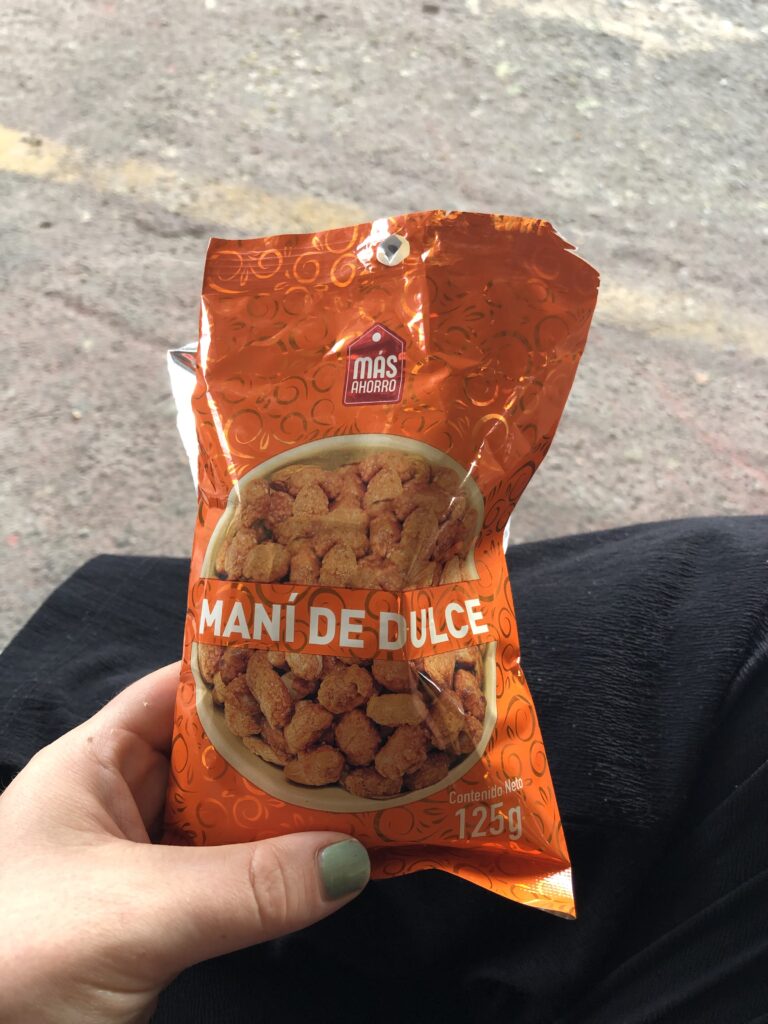 MÁS
AHORRO
MANÍ DE DULCE
Contenido Neto
125g